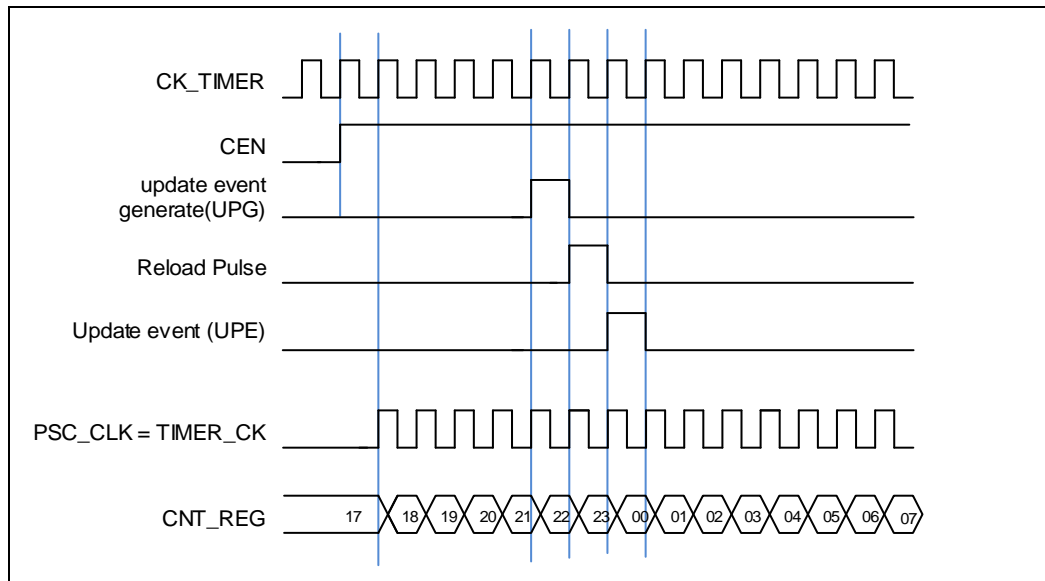 CK_TIMER
CEN
update event
generate(UPG)
Reload Pulse
Update event (UPE)
PSC_CLK = TIMER_CK
CNT_REG 17 18 19 20 21 22 23 00 01 02 03 04 05 06 07